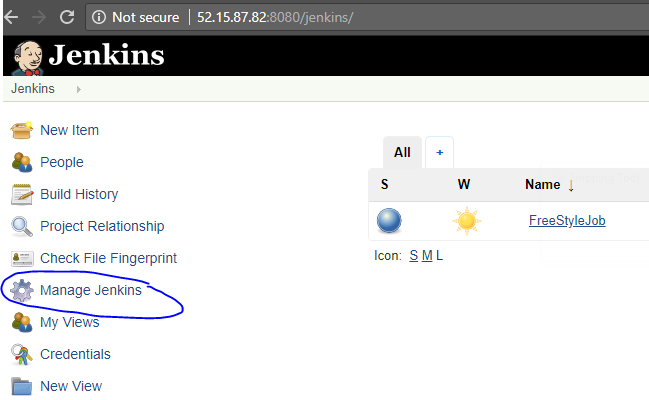 Not secure 52.15.87.82:8080/jenkins/
Jenkins
Jenkins
New Item
People
Build History
Project Relationship
Check File Fingerprint
Manage Jenkins
My Views
Credentials
New View
All +
S W Name ↓
FreeStyleJob
Icon: S M L